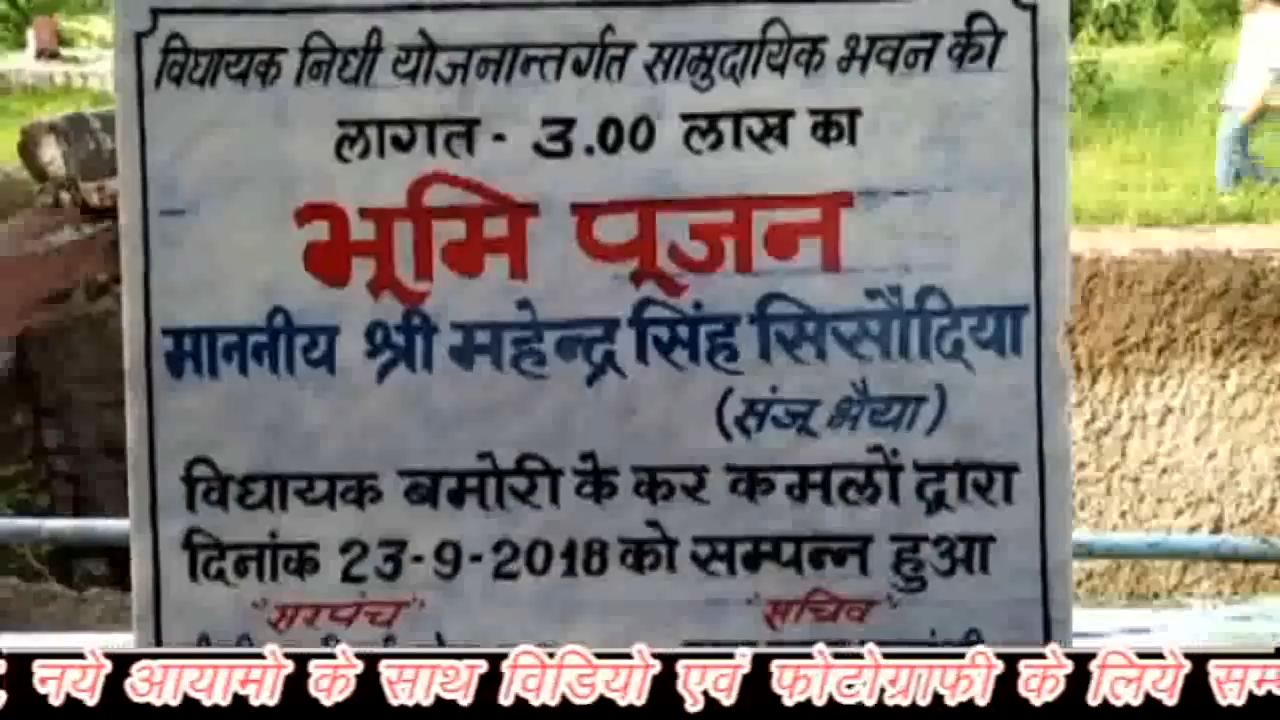 विधायक निधी योजनान्तर्गत सामुदायिक भवन की
लागत - 3.00 लाख का
भूमि पूजन
माननीय श्री महेन्द्र सिंह सिसौदिया
(संजू भैया)
विधायक बमोरी के कर कमलों द्वारा
दिनांक 23-9-2018 को सम्पन्न हुआ
"सरपंच" "सचिव"
नये आयामो के साथ विडियो एवं फोटोग्राफी के लिये सम